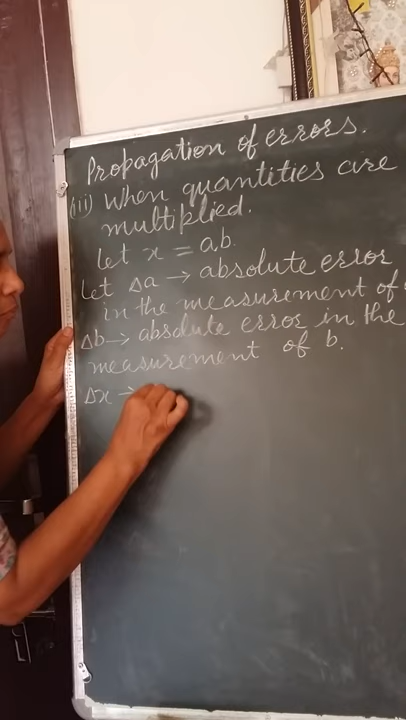 Propagation of errors.
(iii) When quantities are
multiplied.
Let x = ab.
Let Δa → absolute error
in the measurement of
Δb → absolute error in the
measurement of b.
Δx →